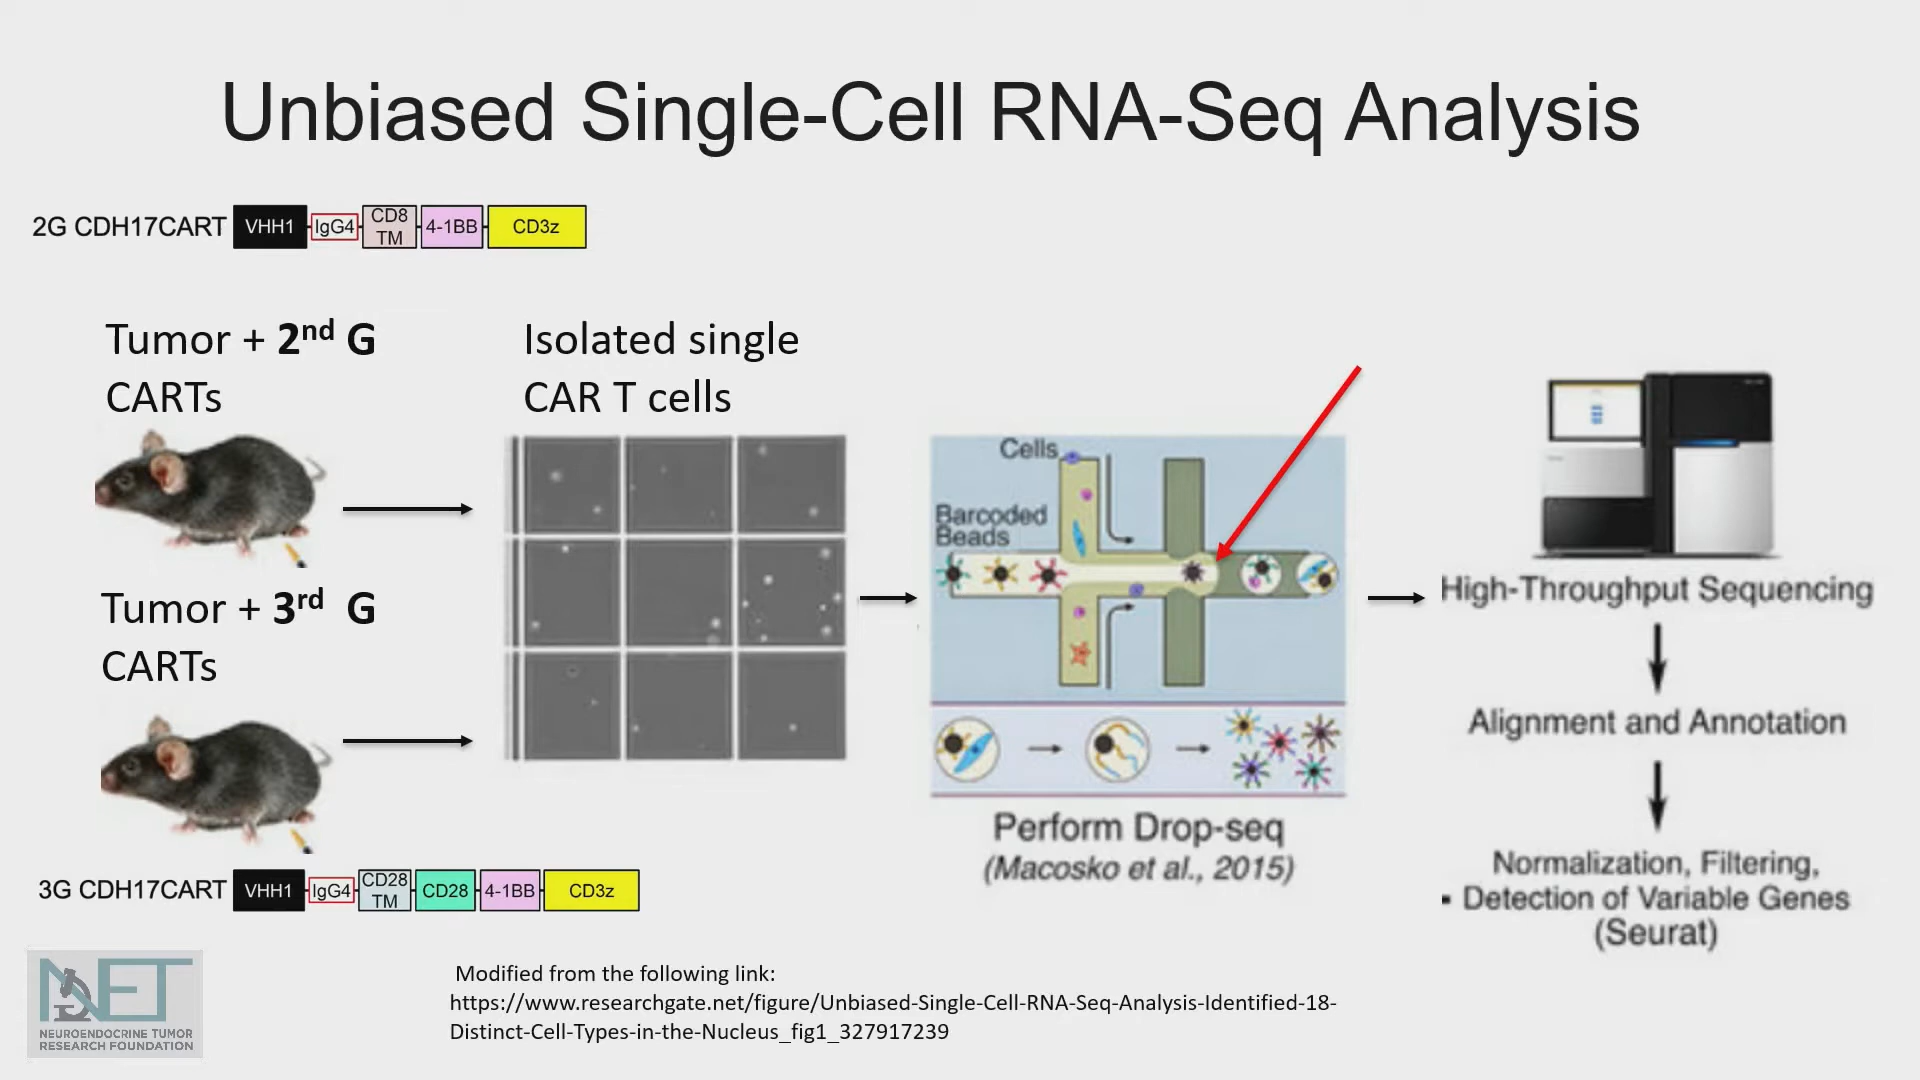 Unbiased Single-Cell RNA-Seq Analysis
2G CDH17CART VHH1 IgG4 CD8 TM 4-1BB CD3z
Tumor + 2nd G
CARTs
Isolated single
CAR T cells
Cells
Barcoded
Beads
Tumor + 3rd G
CARTs
Perform Drop-seq
(Macosko et al., 2015)
High-Throughput Sequencing
Alignment and Annotation
Normalization, Filtering,
Detection of Variable Genes
(Seurat)
3G CDH17CART VHH1 IgG4 CD28 TM CD28 4-1BB CD3z
Modified from the following link:
https://www.researchgate.net/figure/Unbiased-Single-Cell-RNA-Seq-Analysis-Identified-18-
Distinct-Cell-Types-in-the-Nucleus_fig1_327917239
NET
NEUROENDOCRINE TUMOR
RESEARCH FOUNDATION